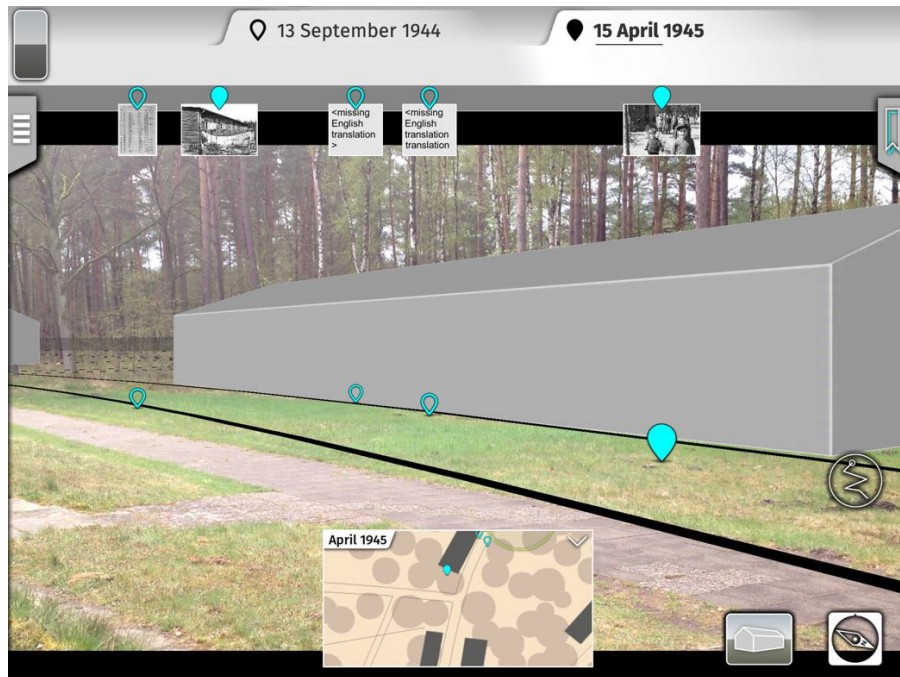 13 September 1944
15 April 1945
<missing
English
translation
>
<missing
English
translation
translation
April 1945